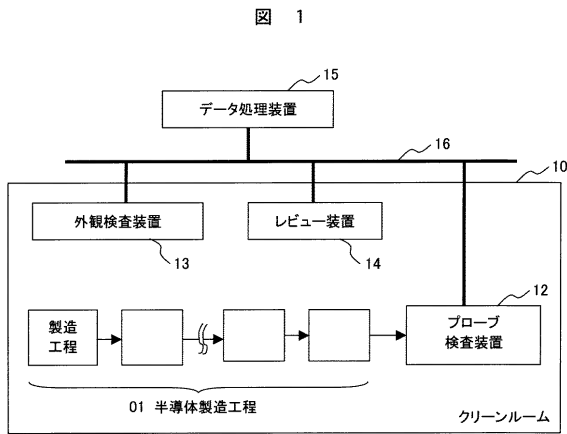 図 1
15
データ処理装置
16
10
外観検査装置
レビュー装置
13
14
12
製造
工程
プローブ
検査装置
01 半導体製造工程
クリーンルーム